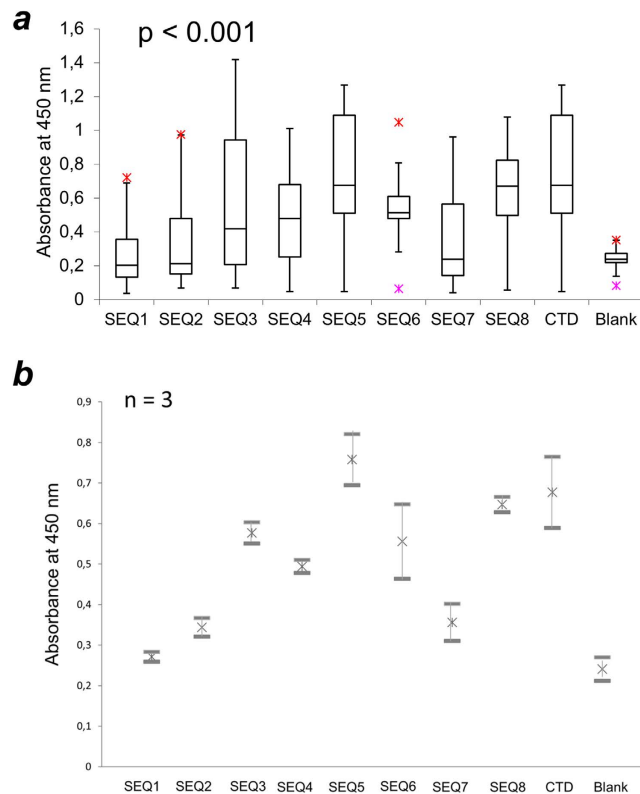 a
p < 0.001
Absorbance at 450 nm
1,6
1,4
1,2
1
0,8
0,6
0,4
0,2
0
SEQ1 SEQ2 SEQ3 SEQ4 SEQ5 SEQ6 SEQ7 SEQ8 CTD Blank
b
n = 3
Absorbance at 450 nm
0,9
0,8
0,7
0,6
0,5
0,4
0,3
0,2
0,1
0
SEQ1 SEQ2 SEQ3 SEQ4 SEQ5 SEQ6 SEQ7 SEQ8 CTD Blank